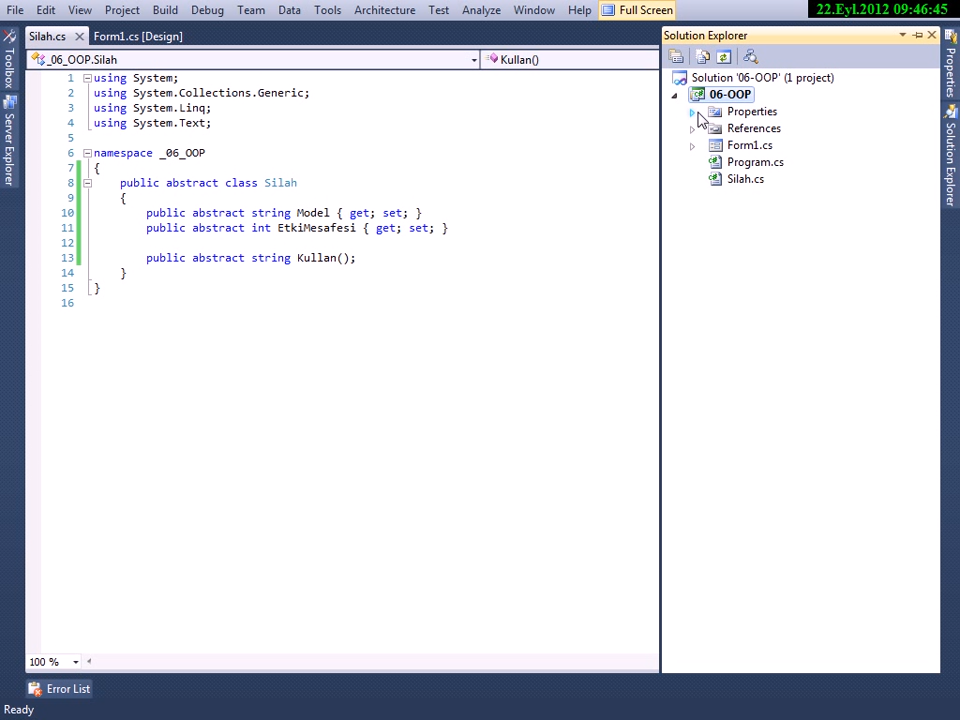 File Edit View Project Build Debug Team Data Tools Architecture Test Analyze Window Help Full Screen 22.Eyl.2012 09:46:45
Silah.cs Form1.cs [Design]
_06_OOP.Silah Kullan()
1 using System;
2 using System.Collections.Generic;
3 using System.Linq;
4 using System.Text;
5
6 namespace _06_OOP
7 {
8 public abstract class Silah
9 {
10 public abstract string Model { get; set; }
11 public abstract int EtkiMesafesi { get; set; }
12
13 public abstract string Kullan();
14 }
15 }
16
100 %
Toolbox
Server Explorer
Solution Explorer
Solution '06-OOP' (1 project)
06-OOP
Properties
References
Form1.cs
Program.cs
Silah.cs
Properties
Solution Explorer
Error List
Ready